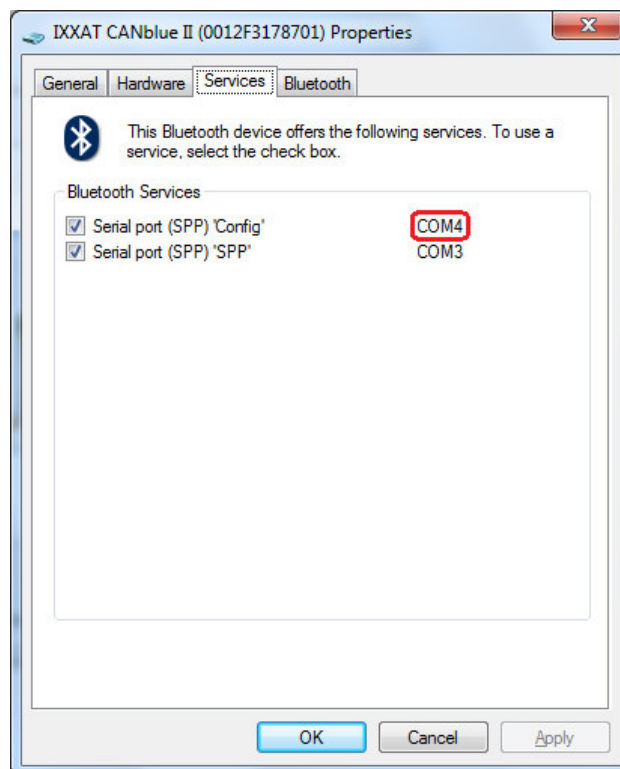 IXXAT CANblue II (0012F3178701) Properties
General Hardware Services Bluetooth
This Bluetooth device offers the following services. To use a
service, select the check box.
Bluetooth Services
Serial port (SPP) 'Config' COM4
Serial port (SPP) 'SPP' COM3
OK Cancel Apply